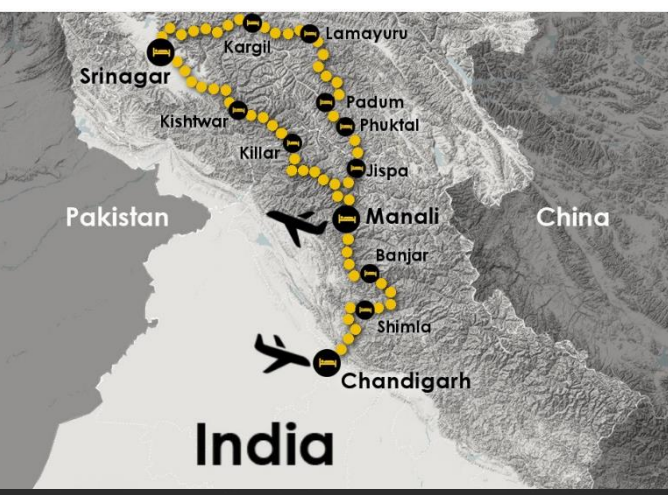 Kargil
Lamayuru
Srinagar
Padum
Kishtwar
Phuktal
Killar
Jispa
Pakistan
Manali
China
Banjar
Shimla
Chandigarh
India